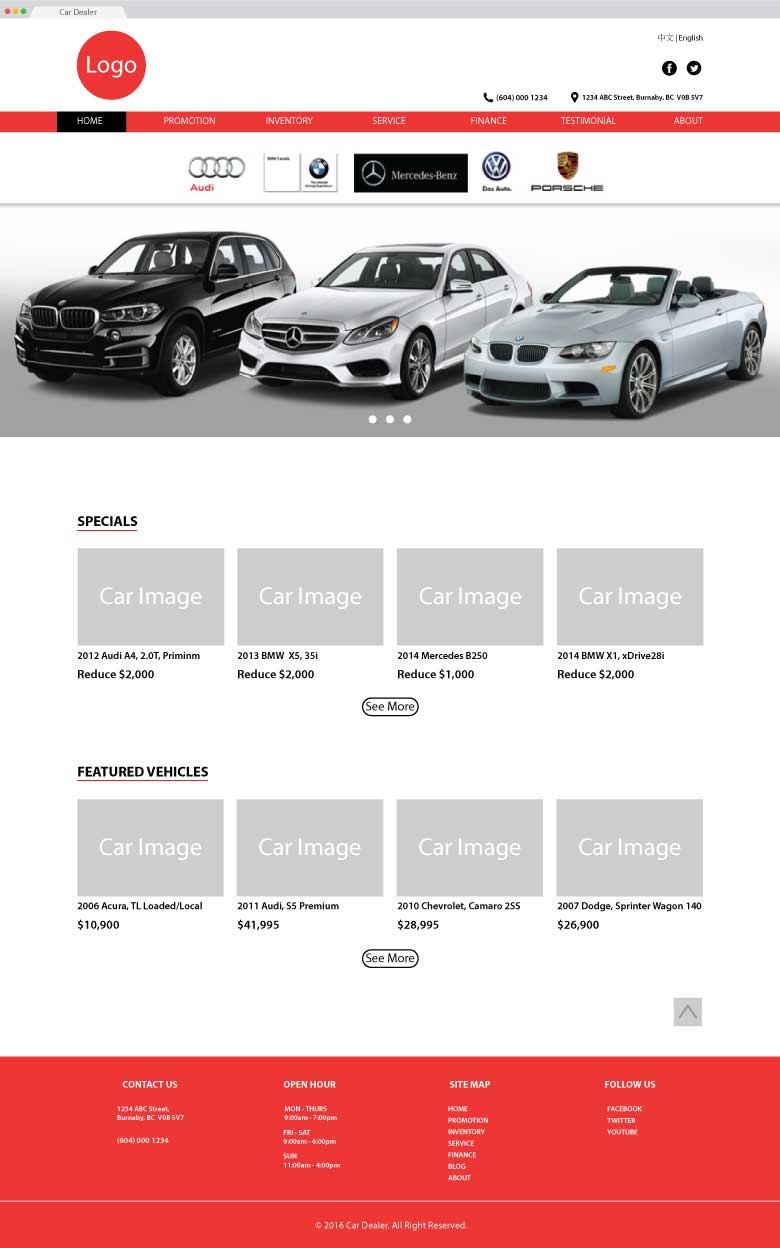 Car Dealer
Logo
中文 | English
(604) 000 1234
1234 ABC Street, Burnaby, BC V0B 5V7
HOME
PROMOTION
INVENTORY
SERVICE
FINANCE
TESTIMONIAL
ABOUT
Audi
BMW Canada
The Ultimate
Driving Experience.®
Mercedes-Benz
Das Auto.
PORSCHE
SPECIALS
Car Image
Car Image
Car Image
Car Image
2012 Audi A4, 2.0T, Priminm
2013 BMW X5, 35i
2014 Mercedes B250
2014 BMW X1, xDrive28i
Reduce $2,000
Reduce $2,000
Reduce $1,000
Reduce $2,000
See More
FEATURED VEHICLES
Car Image
Car Image
Car Image
Car Image
2006 Acura, TL Loaded/Local
2011 Audi, S5 Premium
2010 Chevrolet, Camaro 2SS
2007 Dodge, Sprinter Wagon 140
$10,900
$41,995
$28,995
$26,900
See More
CONTACT US
1234 ABC Street,
Burnaby, BC V0B 5V7
(604) 000 1234
OPEN HOUR
MON - THURS
9:00am - 7:00pm
FRI - SAT
9:00am - 6:00pm
SUN
11:00am - 4:00pm
SITE MAP
HOME
PROMOTION
INVENTORY
SERVICE
FINANCE
BLOG
ABOUT
FOLLOW US
FACEBOOK
TWITTER
YOUTUBE
© 2016 Car Dealer. All Right Reserved.